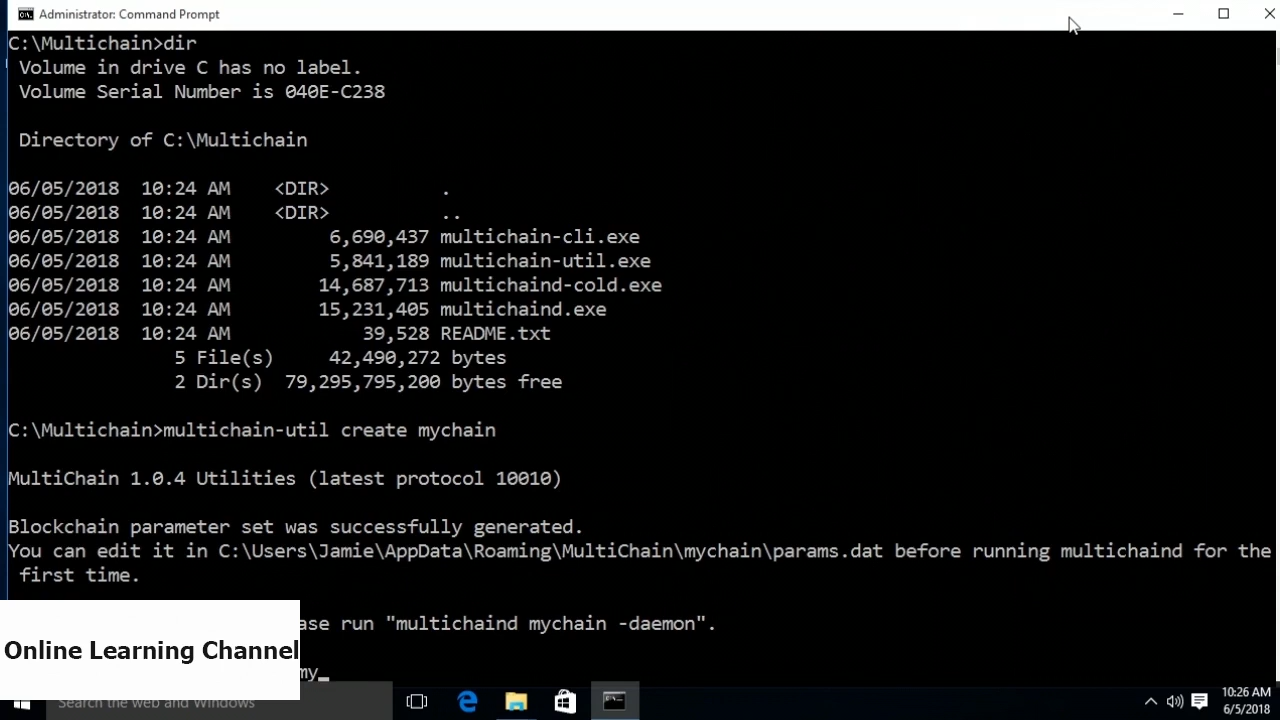 Administrator: Command Prompt
C:\Multichain>dir
Volume in drive C has no label.
Volume Serial Number is 040E-C238
Directory of C:\Multichain
06/05/2018 10:24 AM <DIR> .
06/05/2018 10:24 AM <DIR> ..
06/05/2018 10:24 AM 6,690,437 multichain-cli.exe
06/05/2018 10:24 AM 5,841,189 multichain-util.exe
06/05/2018 10:24 AM 14,687,713 multichaind-cold.exe
06/05/2018 10:24 AM 15,231,405 multichaind.exe
06/05/2018 10:24 AM 39,528 README.txt
5 File(s) 42,490,272 bytes
2 Dir(s) 79,295,795,200 bytes free
C:\Multichain>multichain-util create mychain
MultiChain 1.0.4 Utilities (latest protocol 10010)
Blockchain parameter set was successfully generated.
You can edit it in C:\Users\Jamie\AppData\Roaming\MultiChain\mychain\params.dat before running multichaind for the
first time.
ase run "multichaind mychain -daemon".
Online Learning Channel
my_
Search the web and Windows
10:26 AM
6/5/2018